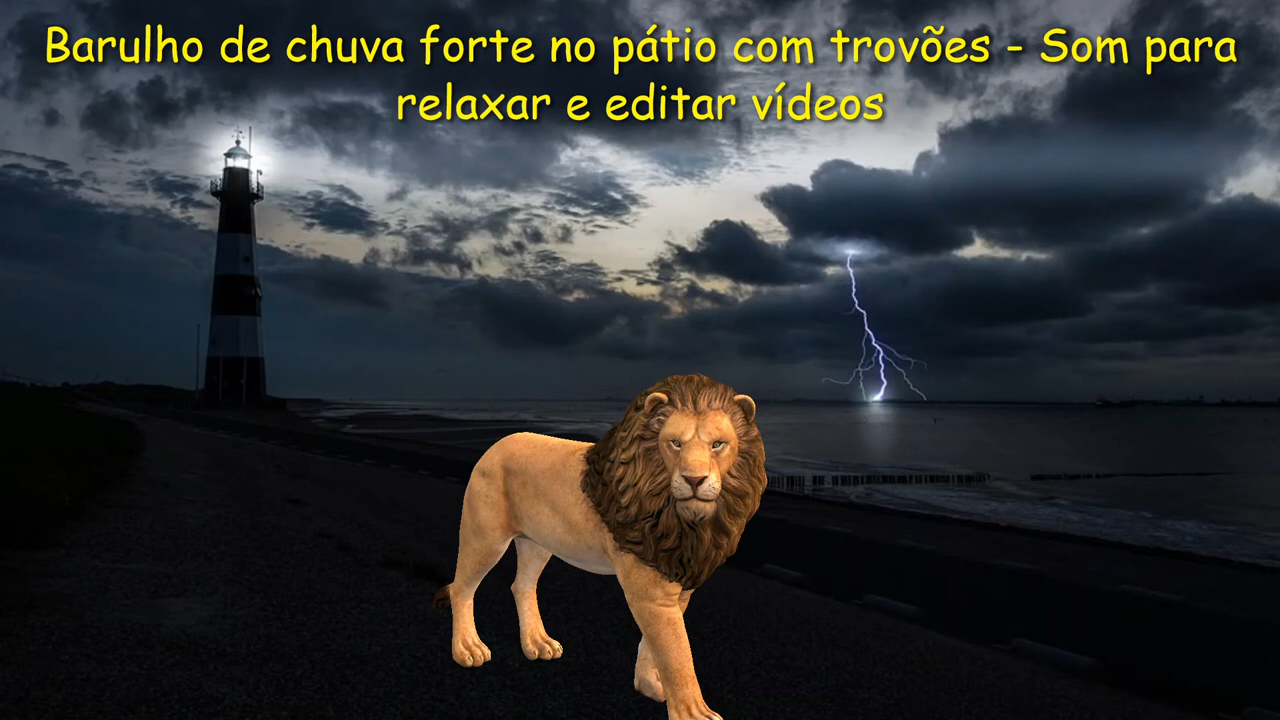 Barulho de chuva forte no pátio com trovões - Som para
relaxar e editar vídeos